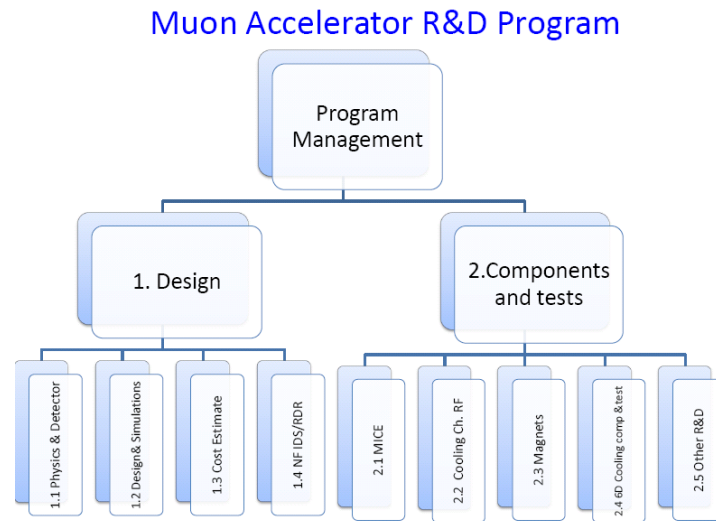 Muon Accelerator R&D Program
Program
Management
1. Design
2.Components
and tests
1.1 Physics & Detector
1.2 Design& Simulations
1.3 Cost Estimate
1.4 NF IDS/RDR
2.1 MICE
2.2 Cooling Ch. RF
2.3 Magnets
2.4 6D Cooling comp & test
2.5 Other R&D